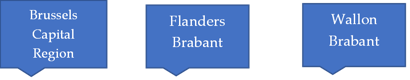 Brussels
Capital
Region
Flanders
Brabant
Wallon
Brabant